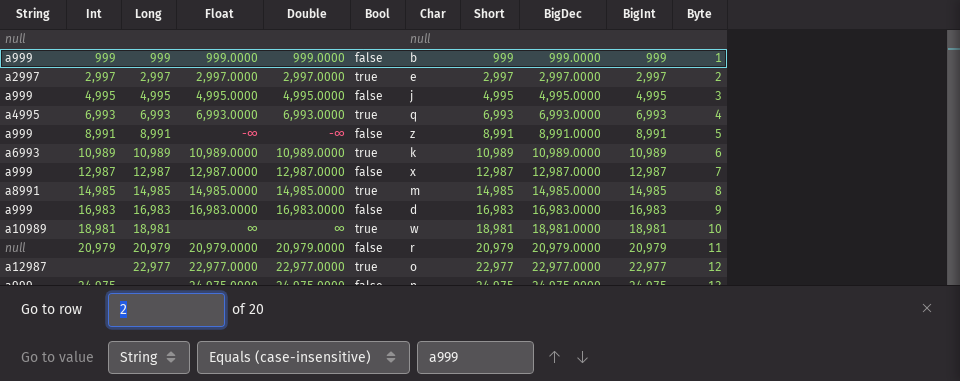 String Int Long Float Double Bool Char Short BigDec BigInt Byte
null null
a999 999 999 999.0000 999.0000 false b 999 999.0000 999 1
a2997 2,997 2,997 2,997.0000 2,997.0000 true e 2,997 2,997.0000 2,997 2
a999 4,995 4,995 4,995.0000 4,995.0000 false j 4,995 4,995.0000 4,995 3
a4995 6,993 6,993 6,993.0000 6,993.0000 true q 6,993 6,993.0000 6,993 4
a999 8,991 8,991 -∞ -∞ false z 8,991 8,991.0000 8,991 5
a6993 10,989 10,989 10,989.0000 10,989.0000 true k 10,989 10,989.0000 10,989 6
a999 12,987 12,987 12,987.0000 12,987.0000 false x 12,987 12,987.0000 12,987 7
a8991 14,985 14,985 14,985.0000 14,985.0000 true m 14,985 14,985.0000 14,985 8
a999 16,983 16,983 16,983.0000 16,983.0000 false d 16,983 16,983.0000 16,983 9
a10989 18,981 18,981 ∞ ∞ true w 18,981 18,981.0000 18,981 10
null 20,979 20,979 20,979.0000 20,979.0000 false r 20,979 20,979.0000 20,979 11
a12987 22,977 22,977.0000 22,977.0000 true o 22,977 22,977.0000 22,977 12
Go to row 2 of 20
Go to value String Equals (case-insensitive) a999